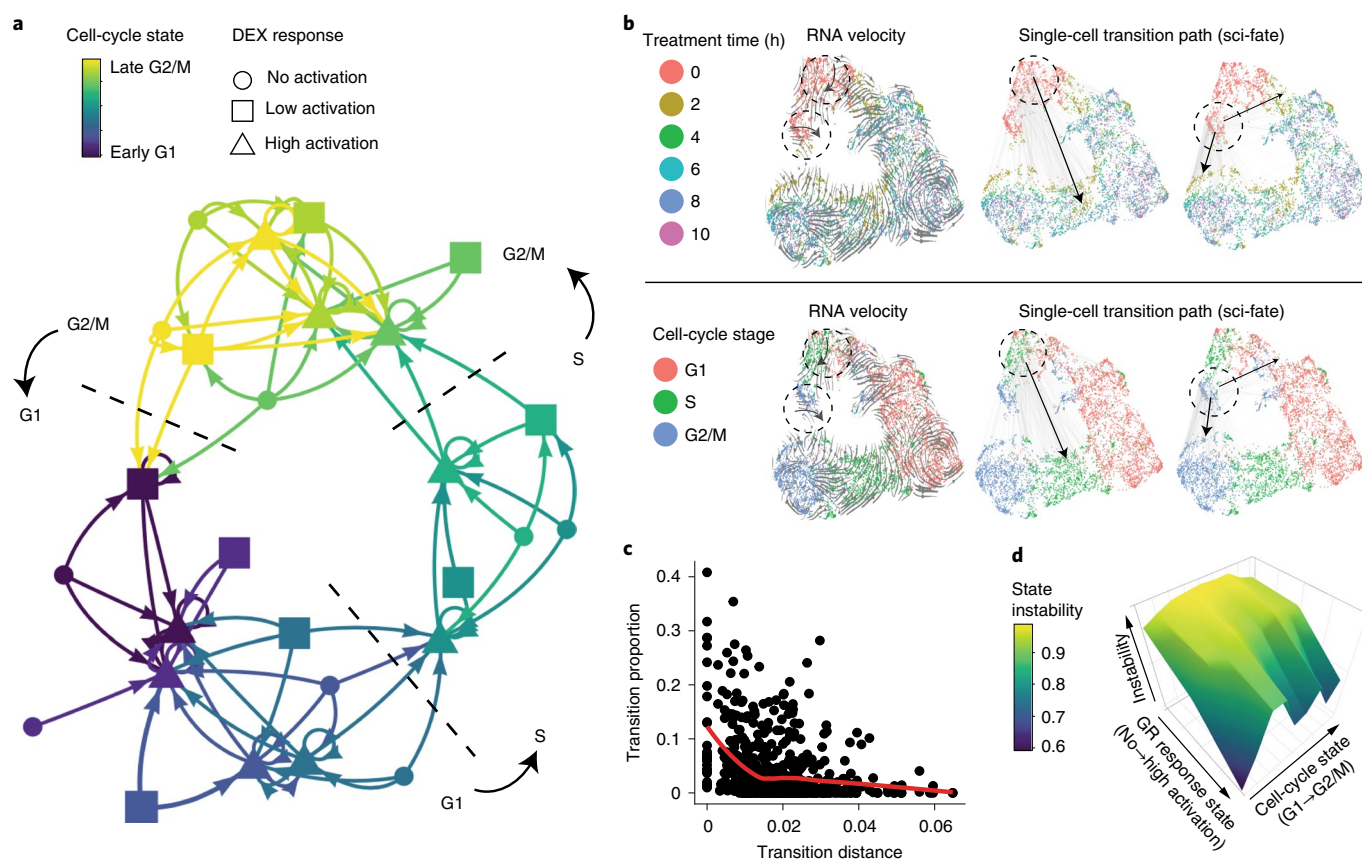 a
Cell-cycle state
Late G2/M
Early G1
DEX response
No activation
Low activation
High activation
G2/M
S
G2/M
G1
S
G1
b
Treatment time (h)
0
2
4
6
8
10
RNA velocity
Single-cell transition path (sci-fate)
Cell-cycle stage
G1
S
G2/M
RNA velocity
Single-cell transition path (sci-fate)
c
Transition proportion
0.4
0.3
0.2
0.1
0
0
0.02
0.04
0.06
Transition distance
d
State
instability
0.9
0.8
0.7
0.6
Instability
GR response state
(No→high activation)
Cell-cycle state
(G1→G2/M)